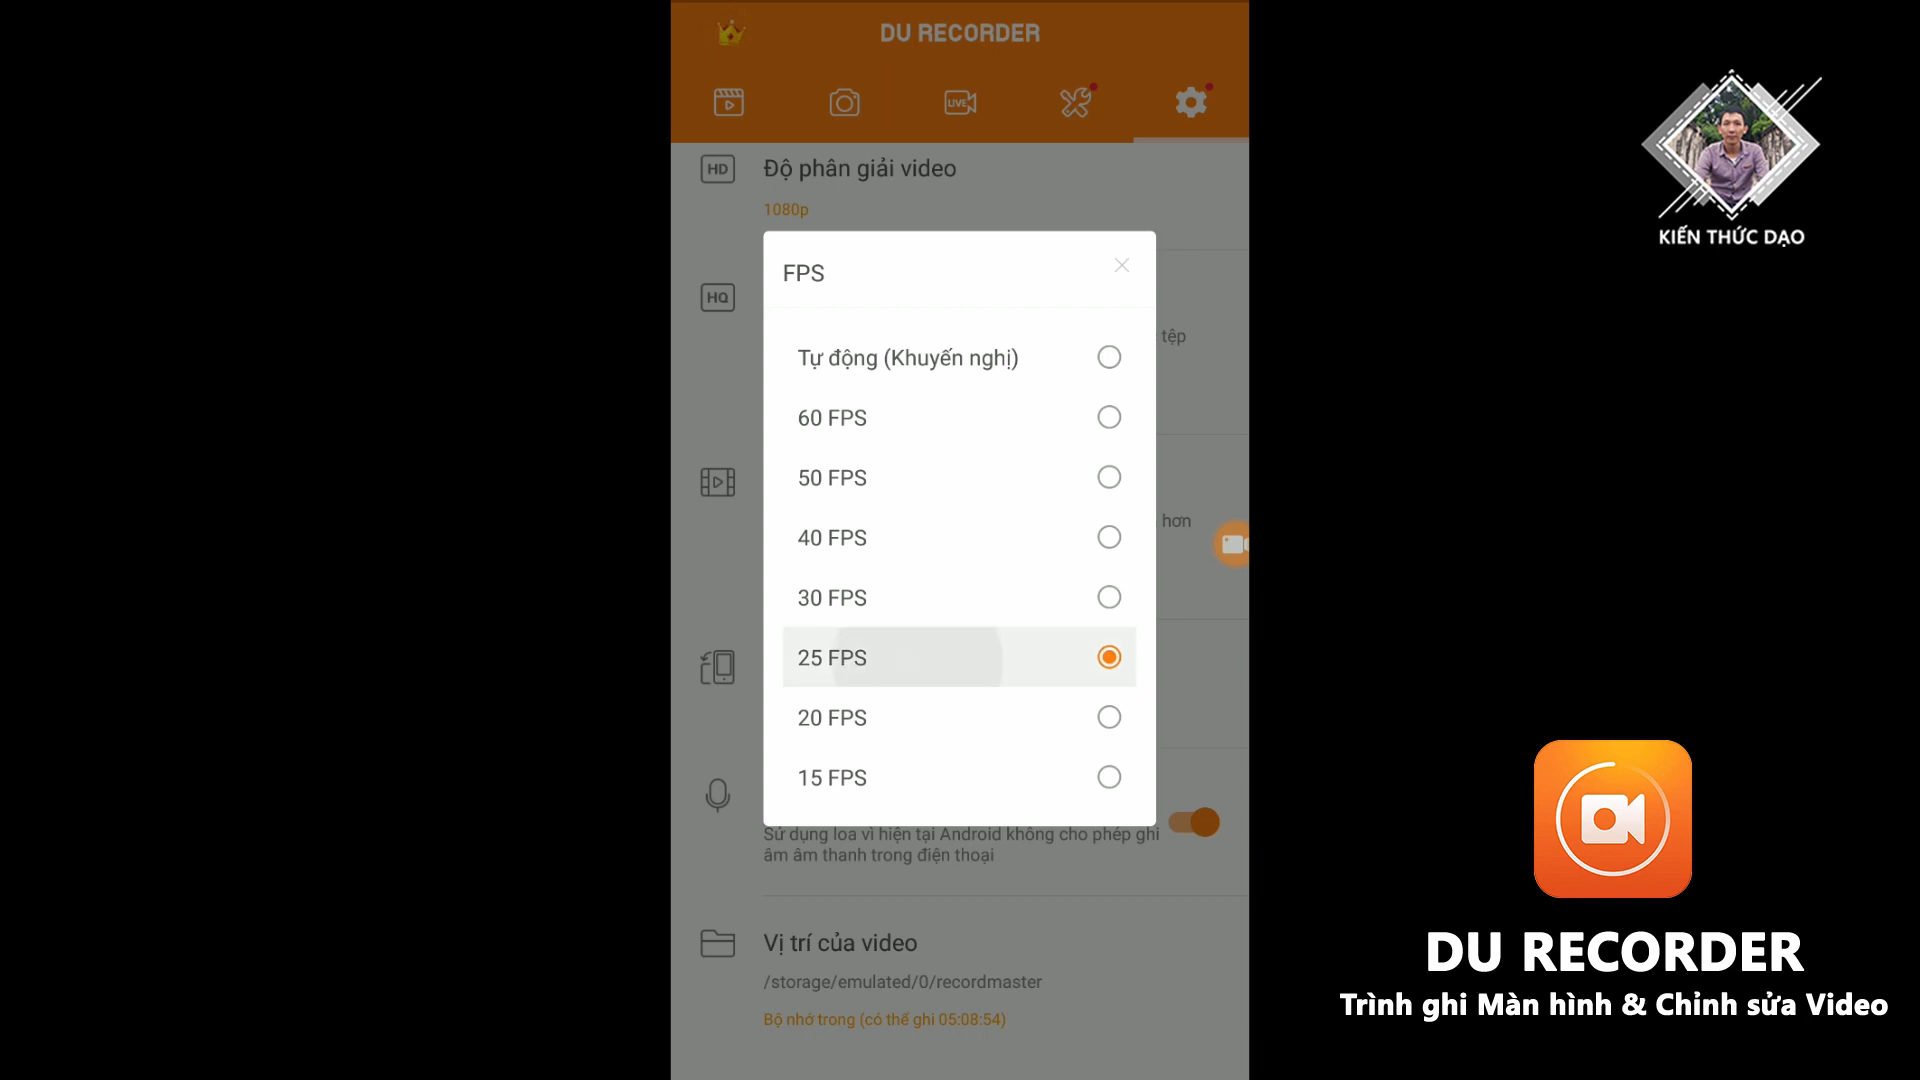 DU RECORDER
LIVE
HD
Độ phân giải video
1080p
FPS
HQ
tệp
Tự động (Khuyến nghị)
60 FPS
50 FPS
hơn
40 FPS
30 FPS
25 FPS
20 FPS
15 FPS
Sử dụng loa vì hiện tại Android không cho phép ghi
âm âm thanh trong điện thoại
Vị trí của video
/storage/emulated/0/recordmaster
Bộ nhớ trong (có thể ghi 05:08:54)
KIẾN THỨC DẠO
DU RECORDER
Trình ghi Màn hình & Chỉnh sửa Video